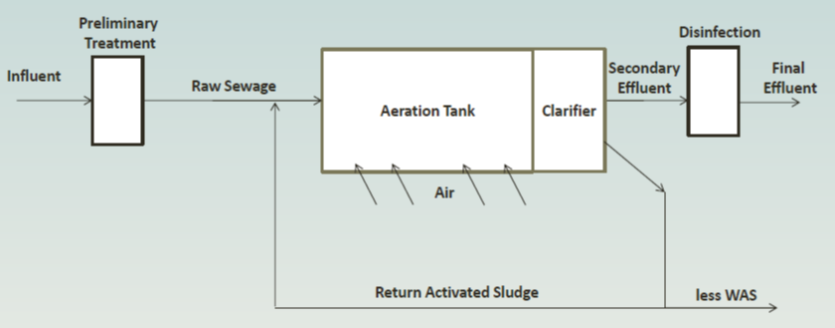 Preliminary
Treatment
Influent
Raw Sewage
Aeration Tank
Clarifier
Secondary
Effluent
Disinfection
Final
Effluent
Air
Return Activated Sludge
less WAS